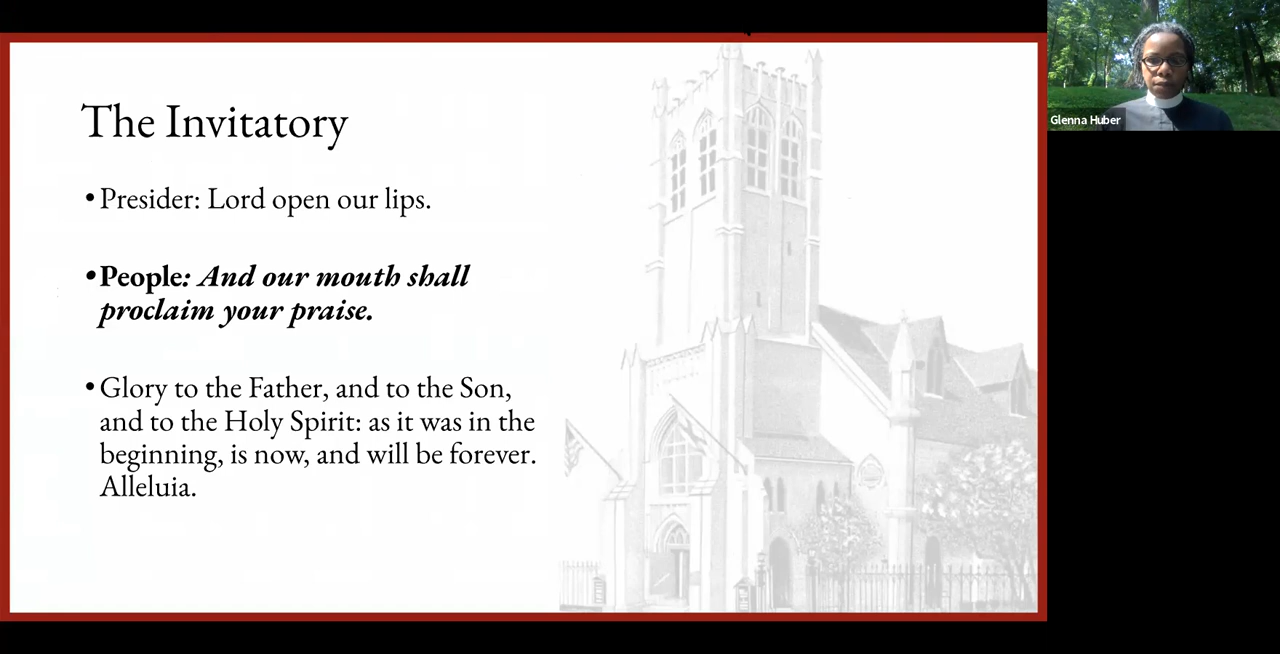 The Invitatory
•Presider: Lord open our lips.
•People: And our mouth shall
proclaim your praise.
•Glory to the Father, and to the Son,
and to the Holy Spirit: as it was in the
beginning, is now, and will be forever.
Alleluia.
Glenna Huber